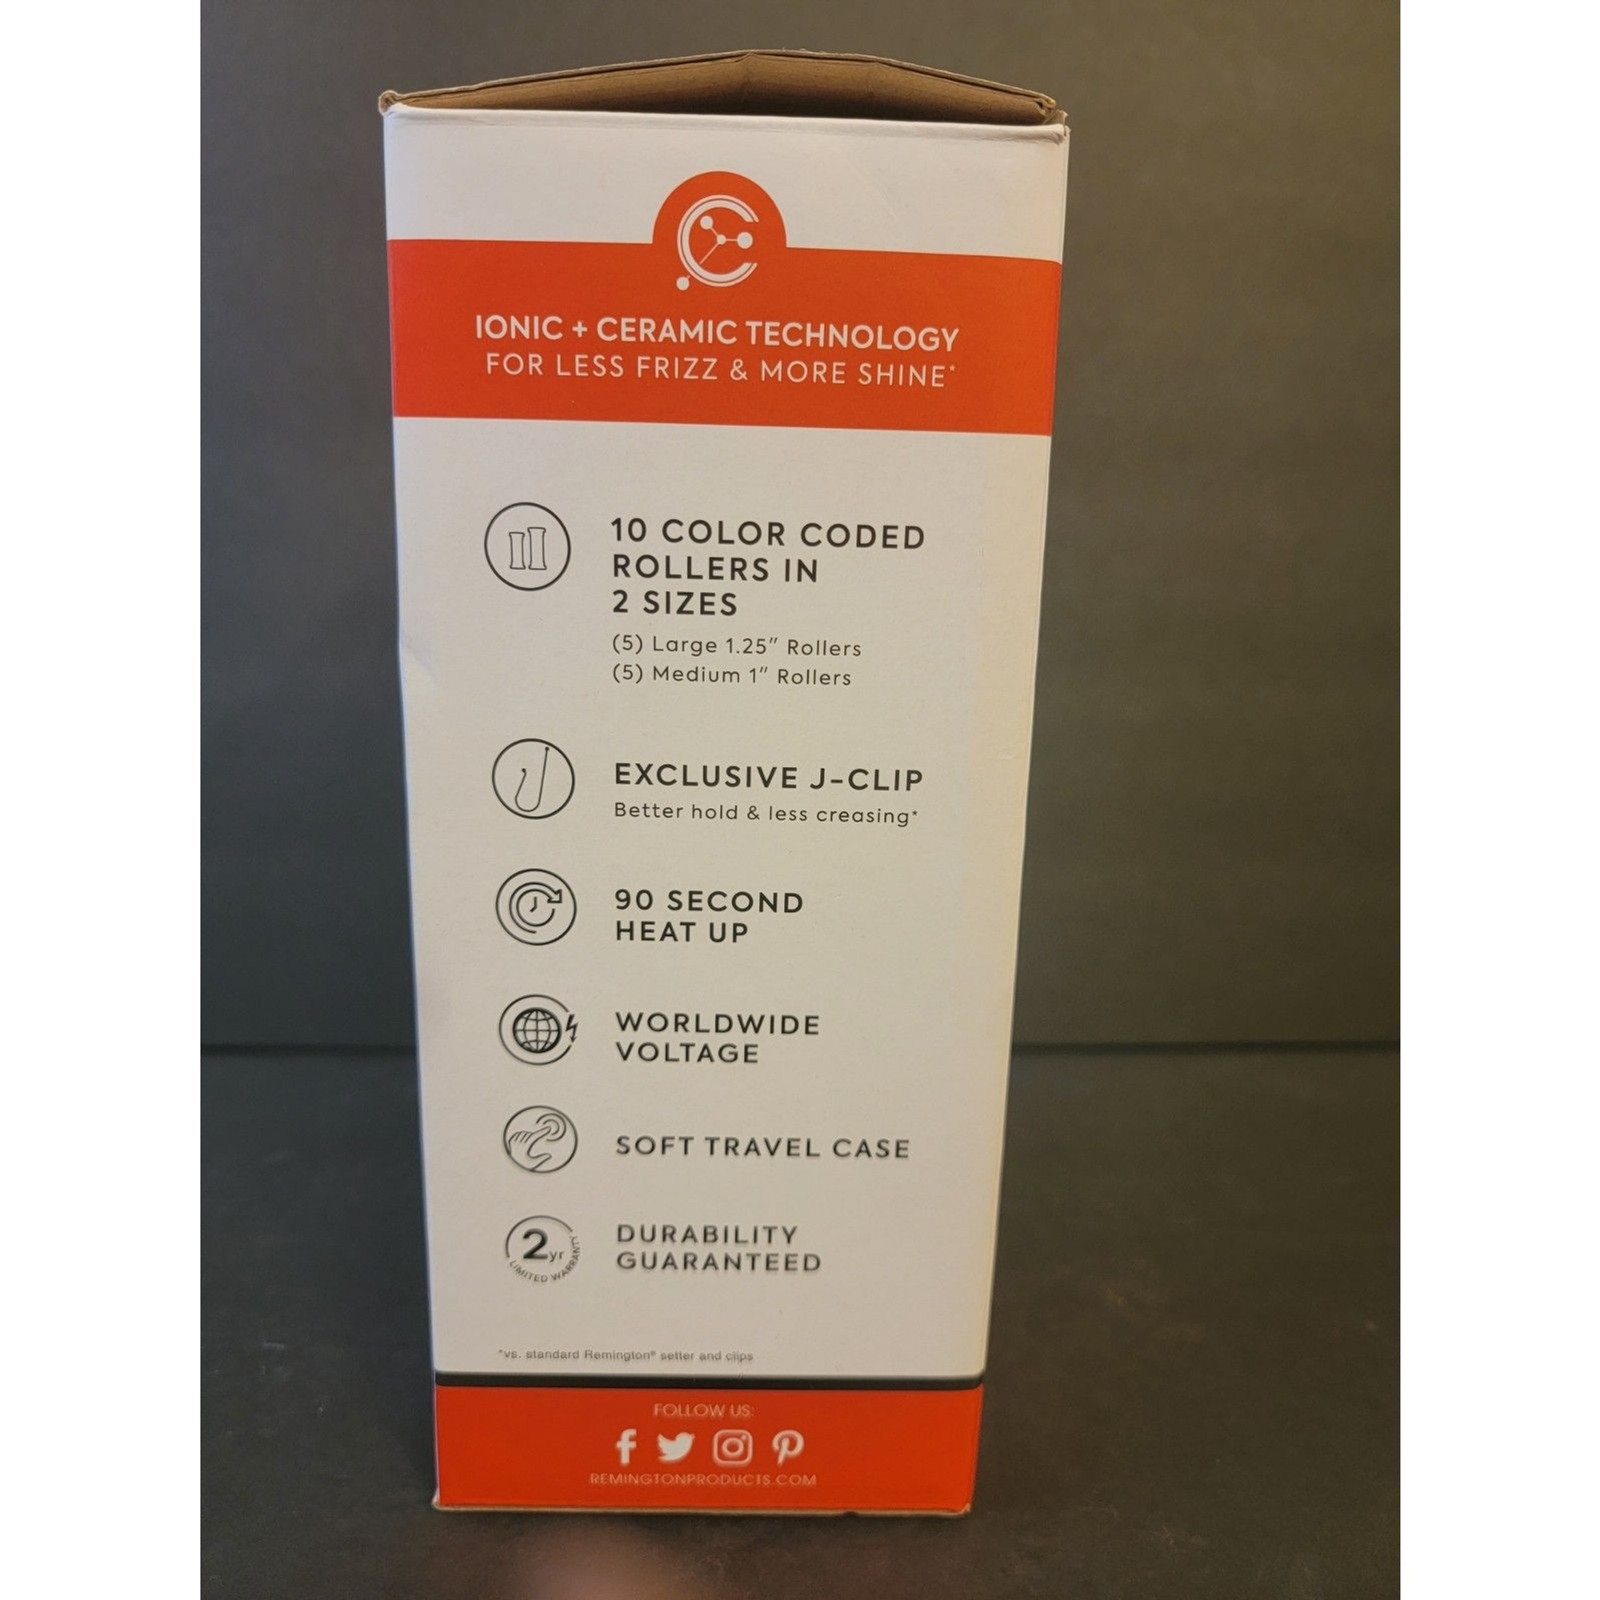 IONIC + CERAMIC TECHNOLOGY
FOR LESS FRIZZ & MORE SHINE*
10 COLOR CODED
ROLLERS IN
2 SIZES
(5) Large 1.25" Rollers
(5) Medium 1" Rollers
EXCLUSIVE J-CLIP
Better hold & less creasing*
90 SECOND
HEAT UP
WORLDWIDE
VOLTAGE
SOFT TRAVEL CASE
2yr
LIMITED WARRANTY
DURABILITY
GUARANTEED
*vs. standard Remington® setter and clips
FOLLOW US:
REMINGTONPRODUCTS.COM